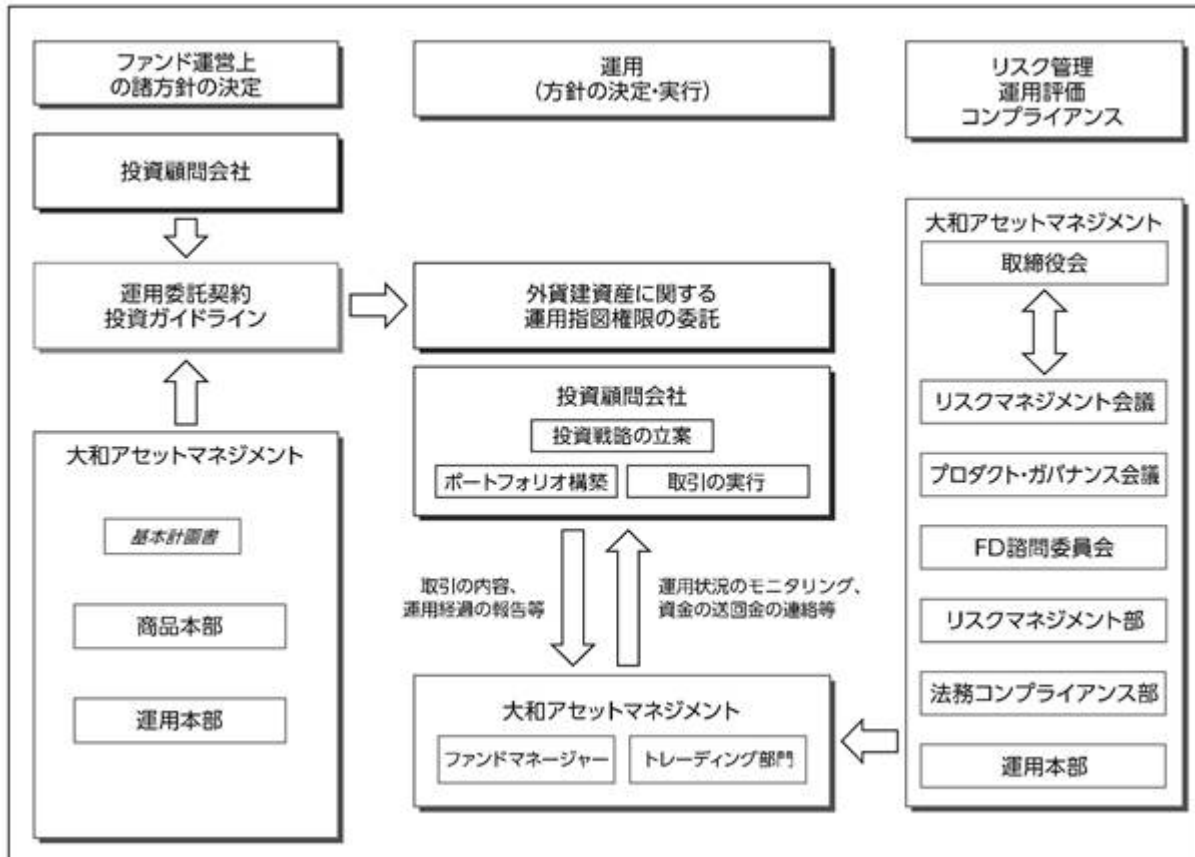 ファンド運営上
の諸方針の決定
投資顧問会社
運用委託契約
投資ガイドライン
大和アセットマネジメント
基本計画書
商品本部
運用本部
運用
(方針の決定・実行)
外貨建資産に関する
運用指図権限の委託
投資顧問会社
投資戦略の立案
ポートフォリオ構築
取引の実行
取引の内容、
運用経過の報告等
運用状況のモニタリング、
資金の送回金の連絡等
大和アセットマネジメント
ファンドマネージャー
トレーディング部門
リスク管理
運用評価
コンプライアンス
大和アセットマネジメント
取締役会
リスクマネジメント会議
プロダクト・ガバナンス会議
FD諮問委員会
リスクマネジメント部
法務コンプライアンス部
運用本部